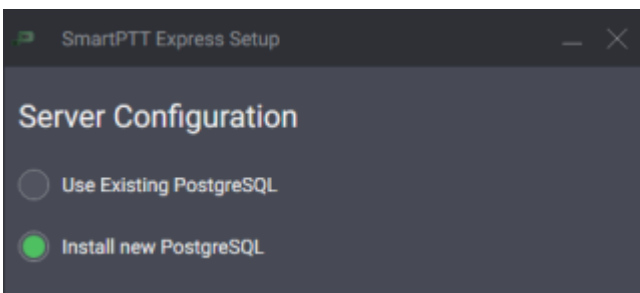 SmartPTT Express Setup
Server Configuration
Use Existing PostgreSQL
Install new PostgreSQL